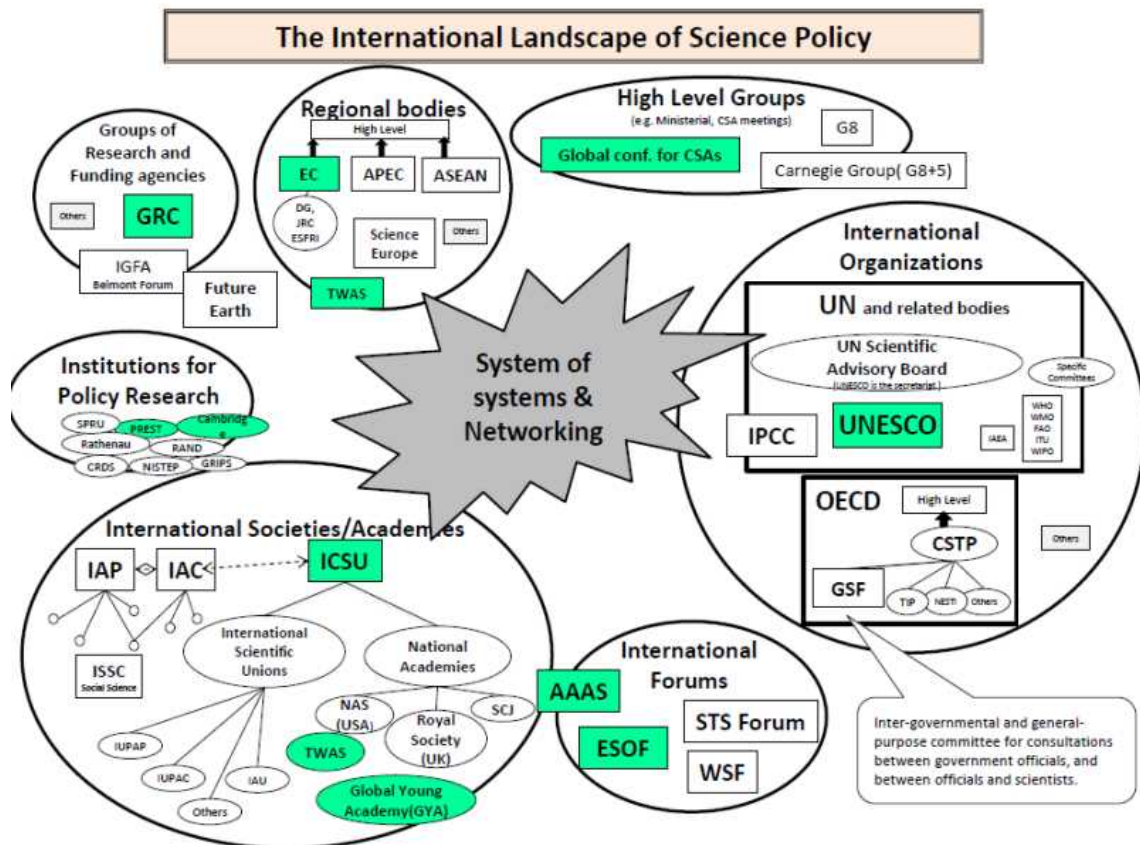 The International Landscape of Science Policy
Groups of
Research and
Funding agencies
Others
GRC
IGFA
Belmont Forum
Future
Earth
Regional bodies
High Level
EC
APEC
ASEAN
DG,
JRC
ESFRI
Science
Europe
Others
TWAS
High Level Groups
(e.g. Ministerial, CSA meetings)
G8
Global conf. for CSAs
Carnegie Group( G8+5)
Institutions for
Policy Research
SPRU
PREST
Cambridg
e
Rathenau
RAND
CRDS
NISTEP
GRIPS
System of
systems &
Networking
International
Organizations
UN and related bodies
UN Scientific
Advisory Board
(UNESCO is the secretariat.)
Specific
Committees
IPCC
UNESCO
IAEA
WHO
WMO
FAO
ITU
WIPO
OECD
High Level
CSTP
GSF
TIP
NESTI
Others
Others
Inter-governmental and general-
purpose committee for consultations
between government officials, and
between officials and scientists.
International Societies/Academies
IAP
IAC
ICSU
ISSC
Social Science
International
Scientific
Unions
National
Academies
NAS
(USA)
Royal
Society
(UK)
SCJ
TWAS
IUPAP
IUPAC
IAU
Others
Global Young
Academy(GYA)
International
Forums
AAAS
ESOF
STS Forum
WSF